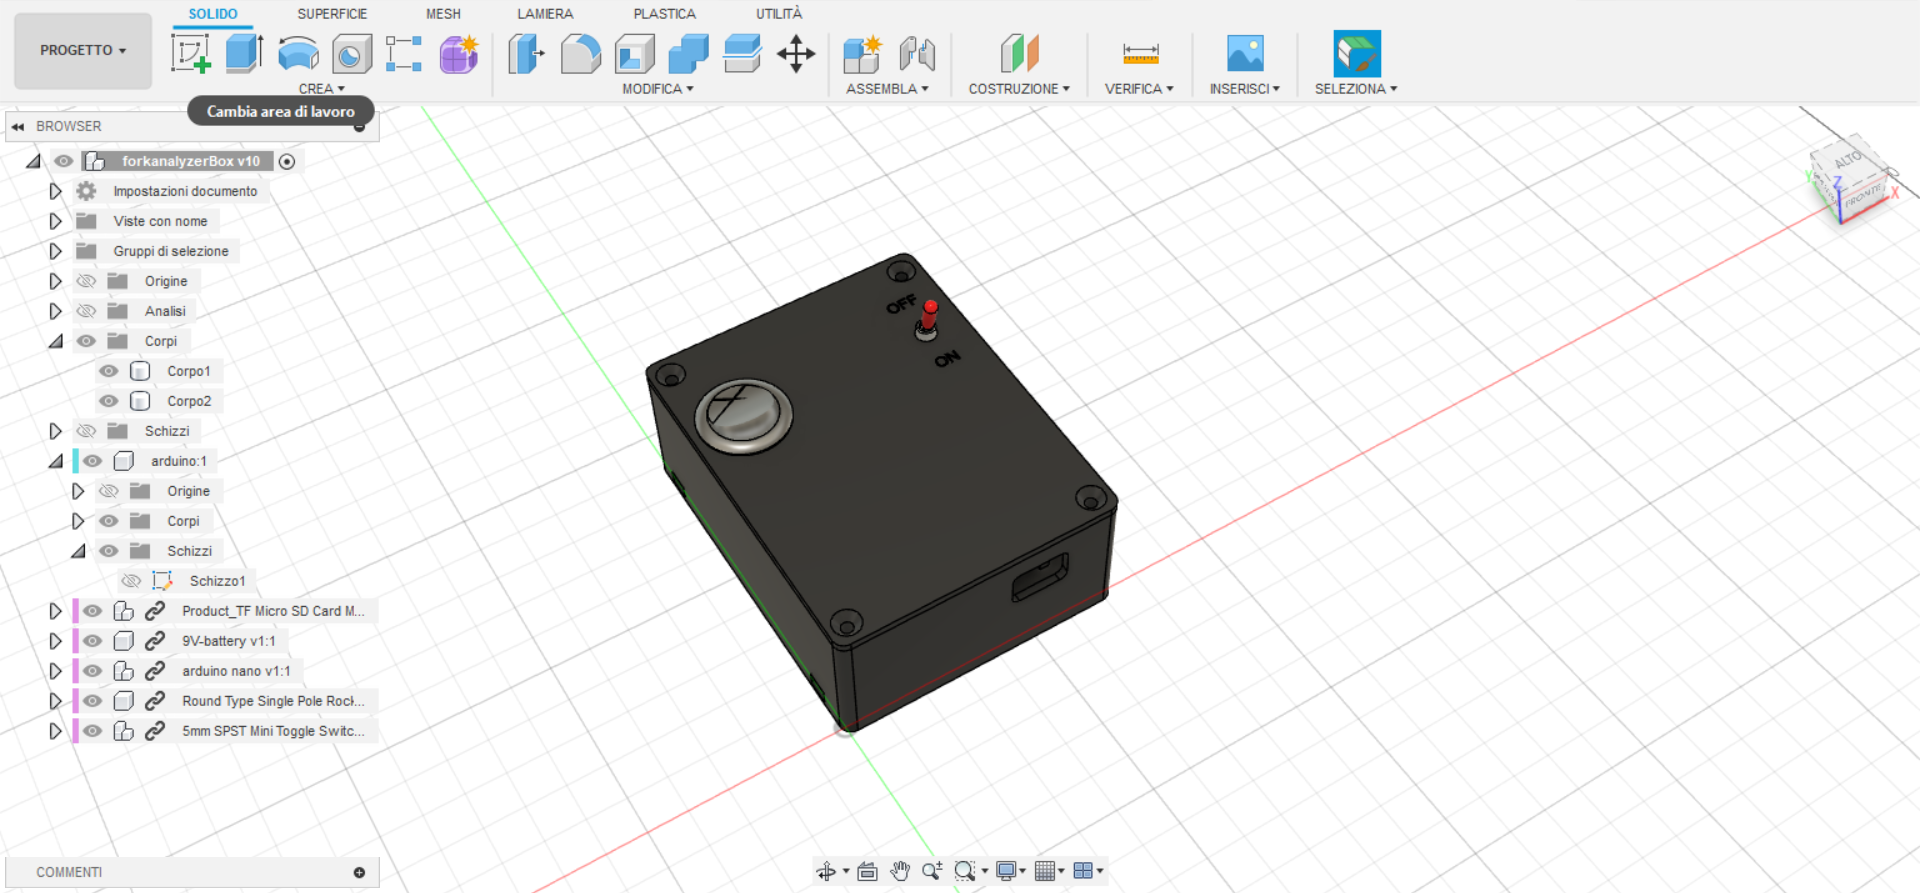 SOLIDO SUPERFICIE MESH LAMIERA PLASTICA UTILITÀ
PROGETTO
CREA MODIFICA ASSEMBLA COSTRUZIONE VERIFICA INSERISCI SELEZIONA
Cambia area di lavoro
BROWSER
forkanalyzerBox v10
Impostazioni documento
Viste con nome
Gruppi di selezione
Origine
Analisi
Corpi
Corpo1
Corpo2
Schizzi
arduino:1
Origine
Corpi
Schizzi
Schizzo1
Product_TF Micro SD Card M...
9V-battery v1:1
arduino nano v1:1
Round Type Single Pole Rock...
5mm SPST Mini Toggle Switc...
OFF
ON
ALTO
FRONTE
Z
Y
X
COMMENTI